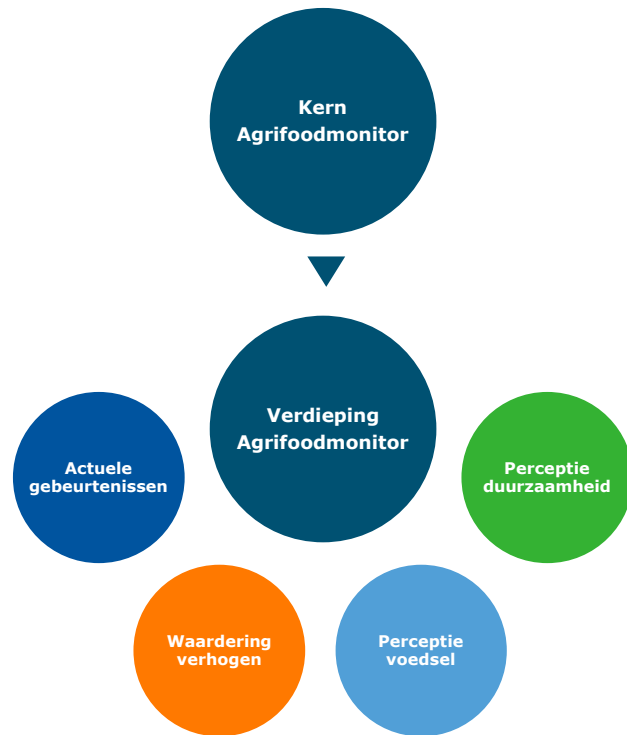 Kern
Agrifoodmonitor
Verdieping
Agrifoodmonitor
Actuele
gebeurtenissen
Perceptie
duurzaamheid
Waardering
verhogen
Perceptie
voedsel